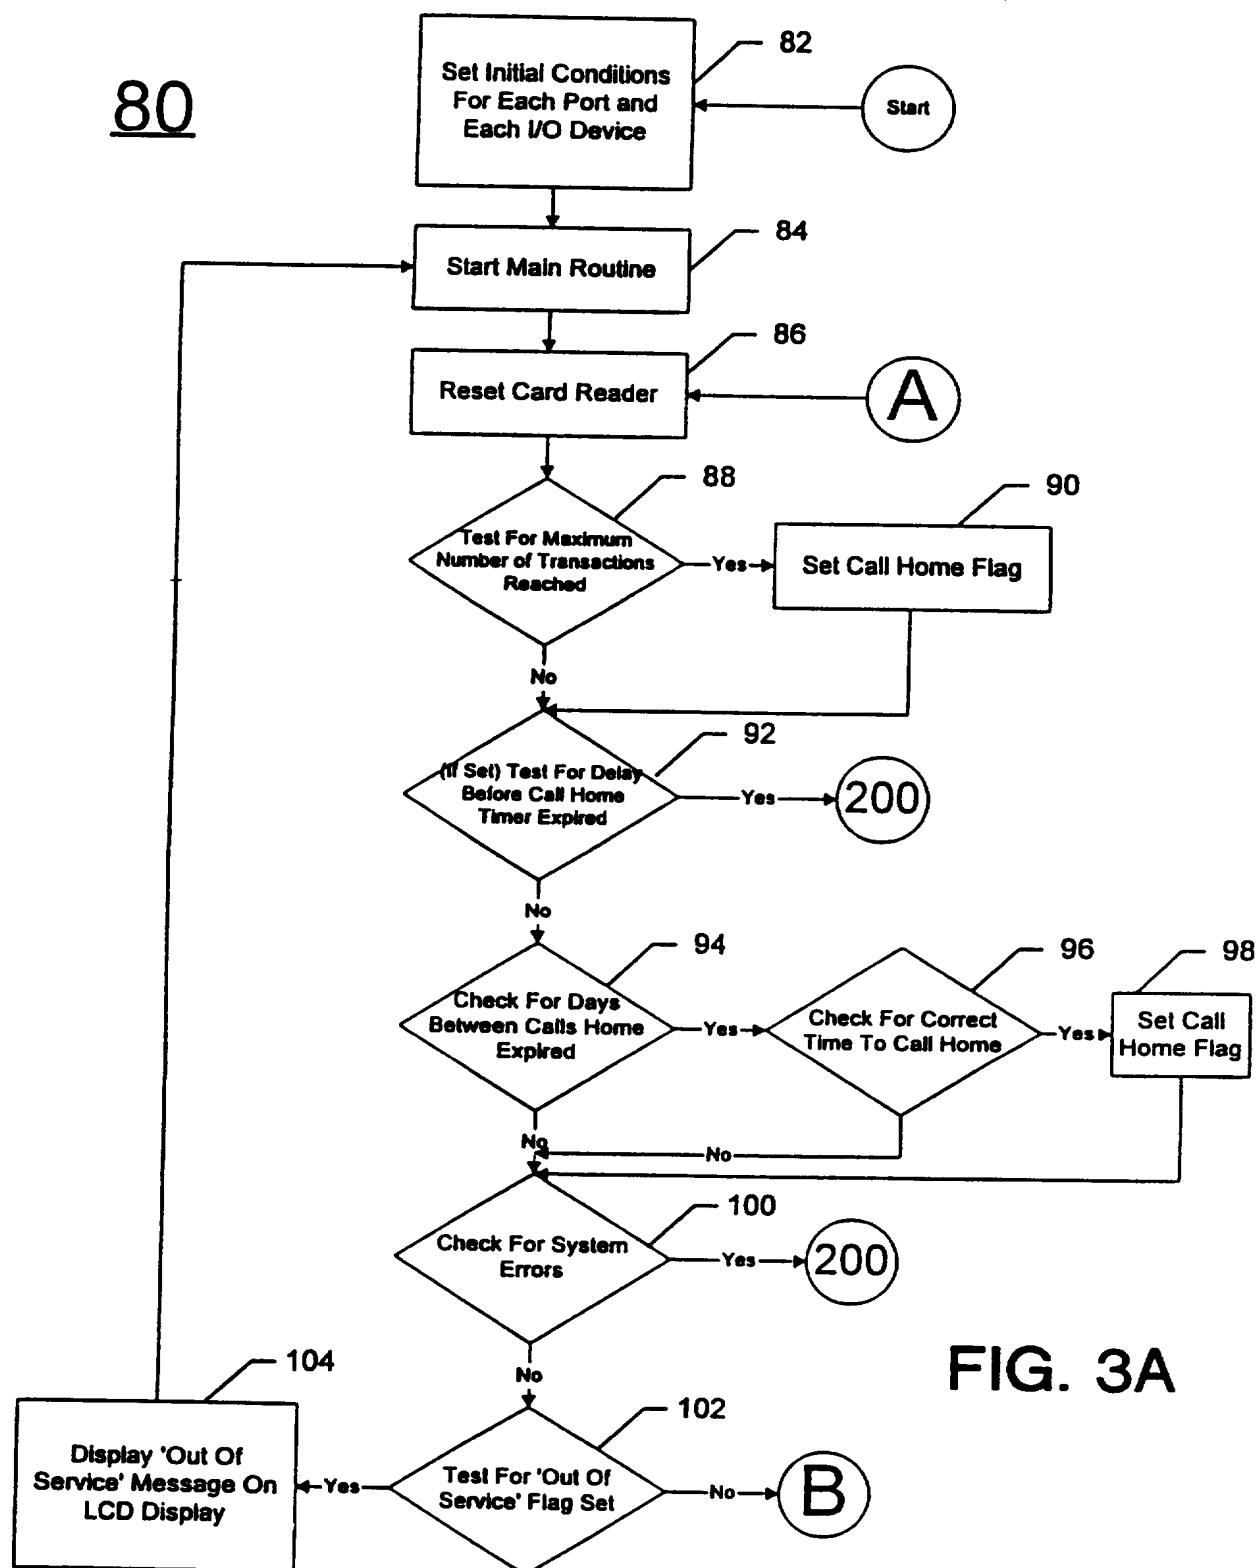 80
82
Set Initial Conditions
For Each Port and
Each I/O Device
Start
84
Start Main Routine
86
Reset Card Reader
A
88
Test For Maximum
Number of Transactions
Reached
Yes
90
Set Call Home Flag
No
92
(If Set) Test For Delay
Before Call Home
Timer Expired
Yes
200
No
94
Check For Days
Between Calls Home
Expired
Yes
96
Check For Correct
Time To Call Home
Yes
98
Set Call
Home Flag
No
No
100
Check For System
Errors
Yes
200
No
FIG. 3A
104
Display 'Out Of
Service' Message On
LCD Display
Yes
102
Test For 'Out Of
Service' Flag Set
No
B